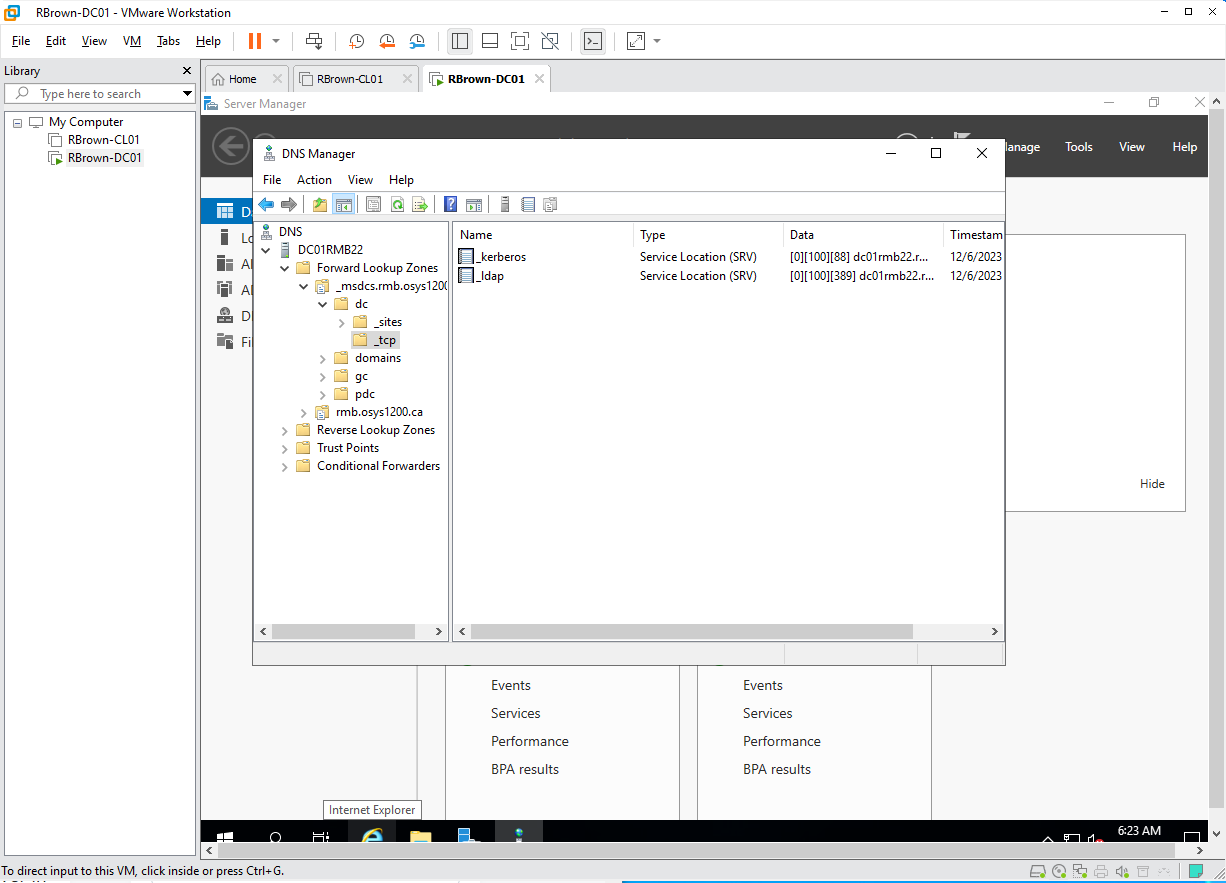 RBrown-DC01 - VMware Workstation
File Edit View VM Tabs Help
Library
Home RBrown-CL01 RBrown-DC01
Type here to search
Server Manager
My Computer
RBrown-CL01
RBrown-DC01
Manage Tools View Help
DNS Manager
File Action View Help
DNS
DC01RMB22
Forward Lookup Zones
_msdcs.rmb.osys1200
dc
_sites
_tcp
domains
gc
pdc
rmb.osys1200.ca
Reverse Lookup Zones
Trust Points
Conditional Forwarders
Name Type Data Timestam
_kerberos Service Location (SRV) [0][100][88] dc01rmb22.r... 12/6/2023
_ldap Service Location (SRV) [0][100][389] dc01rmb22.r... 12/6/2023
Hide
Events Events
Services Services
Performance Performance
BPA results BPA results
Internet Explorer
6:23 AM
To direct input to this VM, click inside or press Ctrl+G.